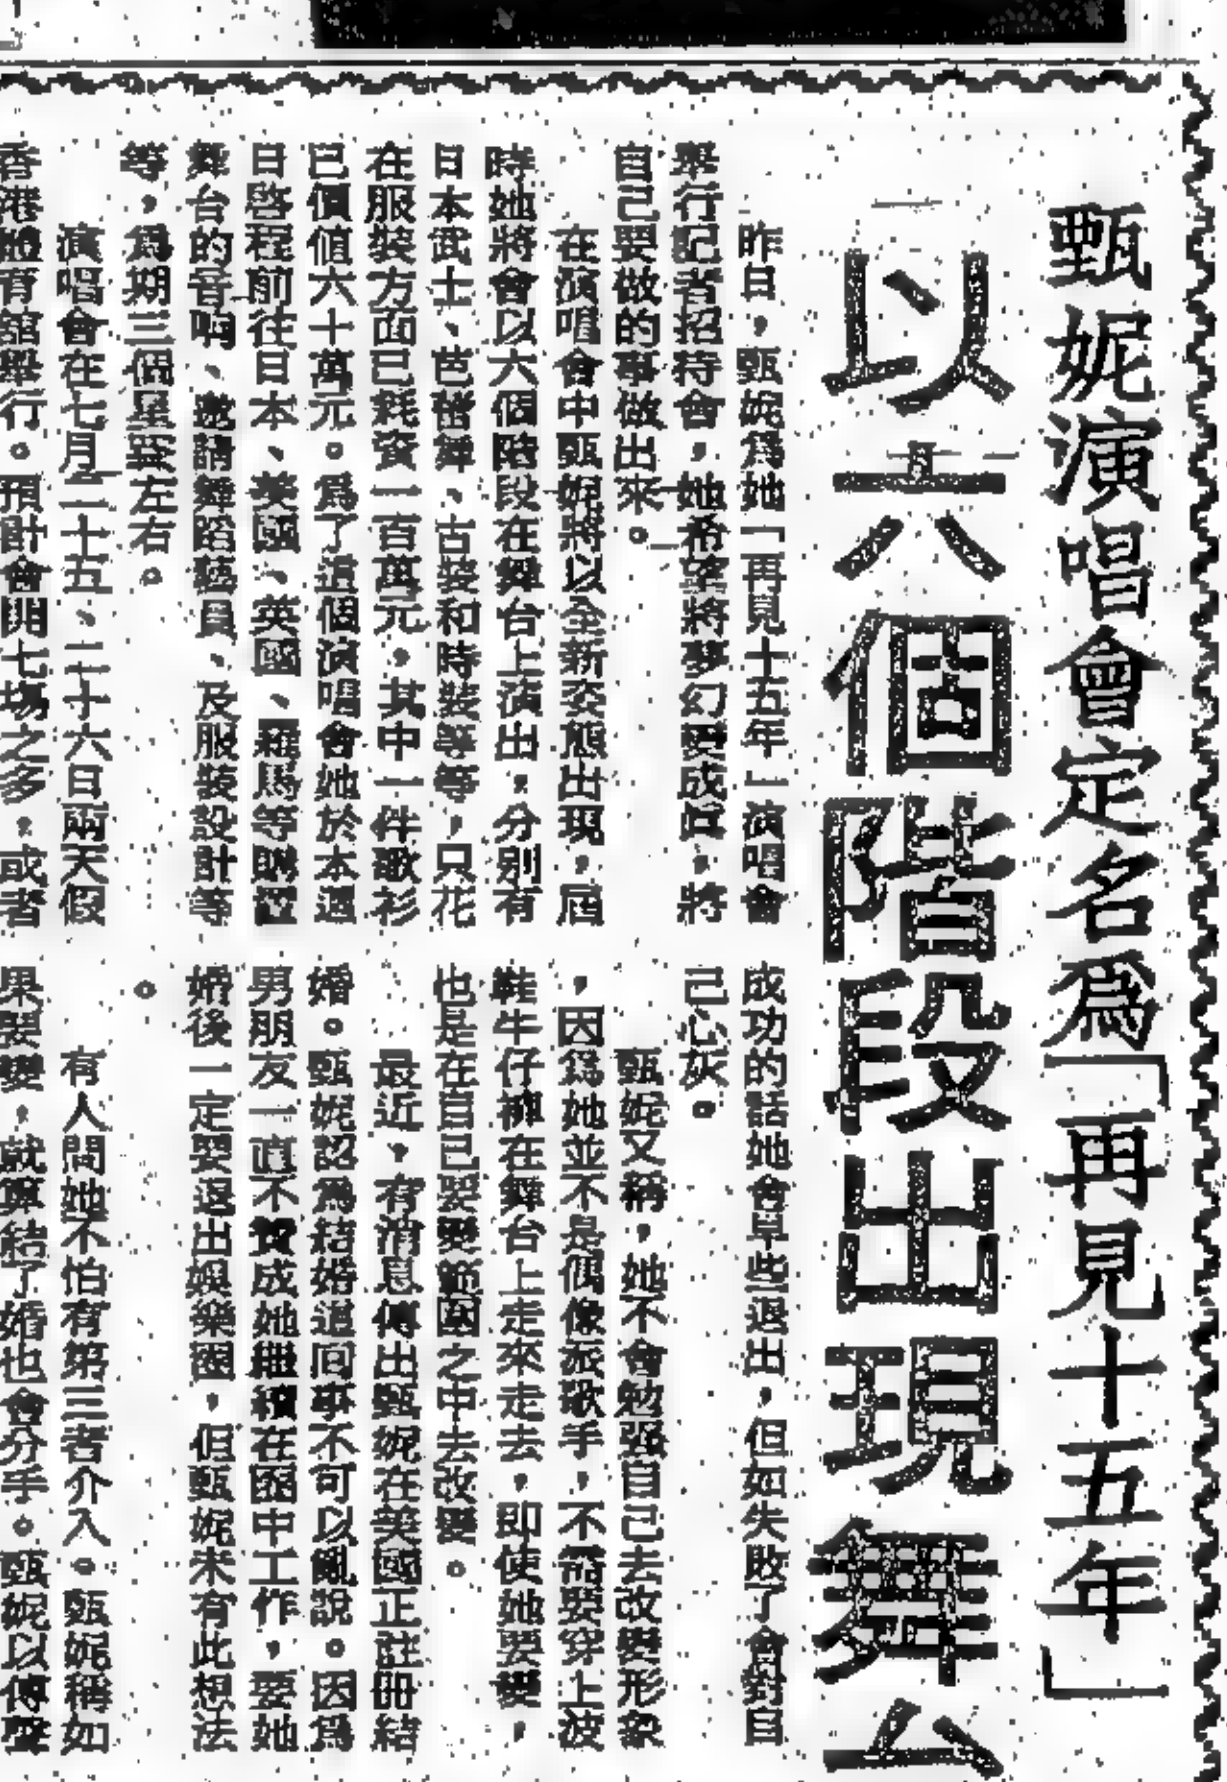 甄妮演唱會定名爲「再見十五年」
以六個階段出現舞台
昨日，甄妮爲她「再見十五年」演唱會
舉行記者招待會，她希望將夢幻變成眞，將
自己要做的事做出來。
在演唱會中甄妮將以全新姿態出現，屆
時她將會以六個階段在舞台上演出，分別有
日本武士、芭蕾舞、古裝和時裝等等，只花
在服裝方面已耗資一百萬元，其中一件歌衫
已價值六十萬元。爲了這個演唱會她於本週
日啓程前往日本、美國、英國、羅馬等購置
舞台的音响、邀請舞蹈藝員、及服裝設計等
等，爲期三個星期左右。
演唱會在七月二十五、二十六日兩天假
香港體育舘舉行。預計會開七場之多，或者
成功的話她會早些退出，但如失敗了會對自
己心灰。
甄妮又稱，她不會勉强自己去改變形象
，因爲她並不是偶像派歌手，不需要穿上波
鞋牛仔褲在舞台上走來走去，即使她要變，
也是在自己要變範圍之中去改變。
最近，有消息傳出甄妮在美國正註冊結
婚。甄妮認爲結婚這回事不可以亂說。因爲
男朋友一直不贊成她繼續在圈中工作，要她
婚後一定要退出娛樂圈，但甄妮未有此想法
。
有人問她不怕有第三者介入。甄妮稱如
果要變，就算結了婚也會分手。甄妮以傳聲